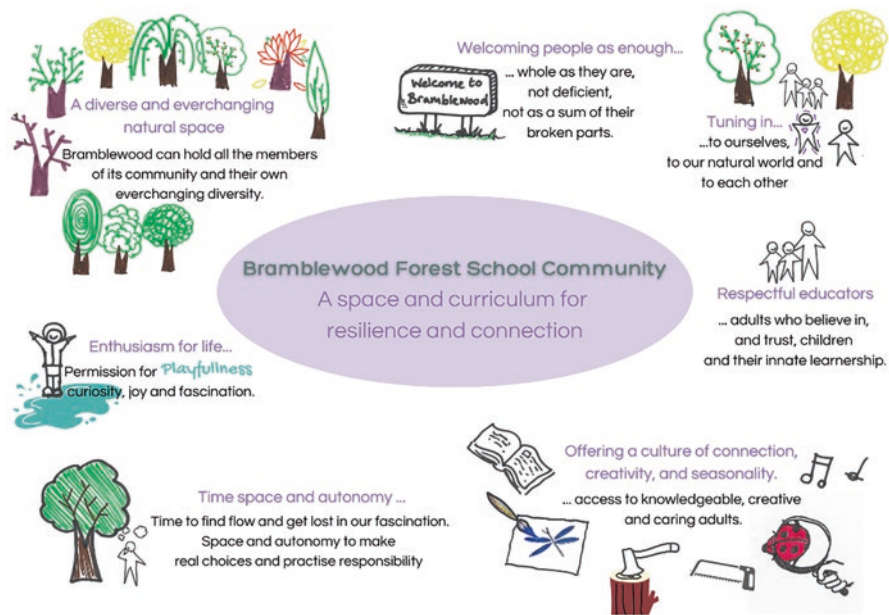 A diverse and everchanging
natural space
Bramblewood can hold all the members
of its community and their own
everchanging diversity.
Welcome to
Bramblewood
Welcoming people as enough...
... whole as they are,
not deficient,
not as a sum of their
broken parts.
Tuning in...
...to ourselves,
to our natural world and
to each other
Bramblewood Forest School Community
A space and curriculum for
resilience and connection
Respectful educators
... adults who believe in,
and trust, children
and their innate learnership.
Enthusiasm for life...
Permission for Playfullness
curiosity, joy and fascination.
Time space and autonomy ...
Time to find flow and get lost in our fascination.
Space and autonomy to make
real choices and practise responsibility
Offering a culture of connection,
creativity, and seasonality.
... access to knowledgeable, creative
and caring adults.